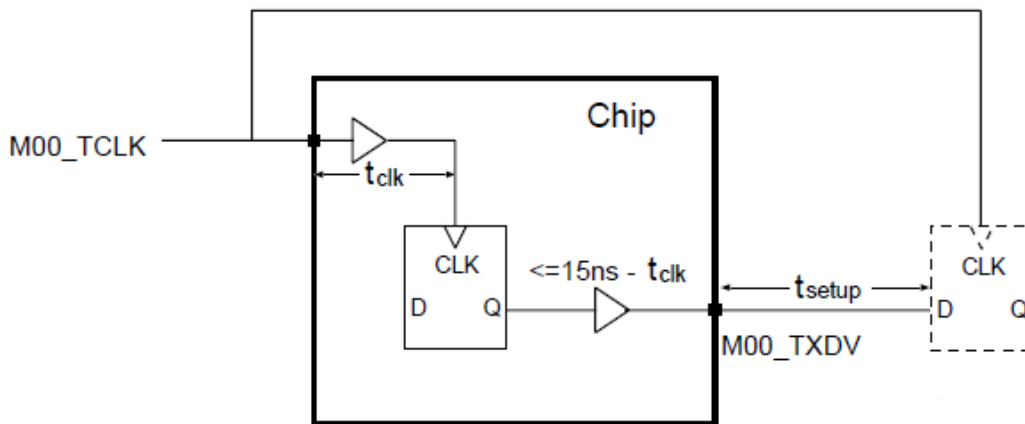 Chip
M00_TCLK
tclk
CLK
D
Q
<=15ns - tclk
M00_TXDV
tsetup
CLK
D
Q